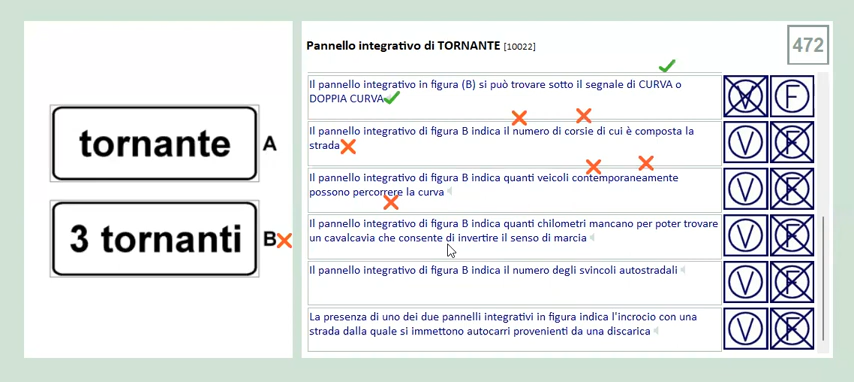 tornante
A
3 tornanti
B
Pannello integrativo di TORNANTE [10022]
472
Il pannello integrativo in figura (B) si può trovare sotto il segnale di CURVA o
DOPPIA CURVA
V F
Il pannello integrativo di figura B indica il numero di corsie di cui è composta la
strada
V F
Il pannello integrativo di figura B indica quanti veicoli contemporaneamente
possono percorrere la curva
V F
Il pannello integrativo di figura B indica quanti chilometri mancano per poter trovare
un cavalcavia che consente di invertire il senso di marcia
V F
Il pannello integrativo di figura B indica il numero degli svincoli autostradali
V F
La presenza di uno dei due pannelli integrativi in figura indica l'incrocio con una
strada dalla quale si immettono autocarri provenienti da una discarica
V F